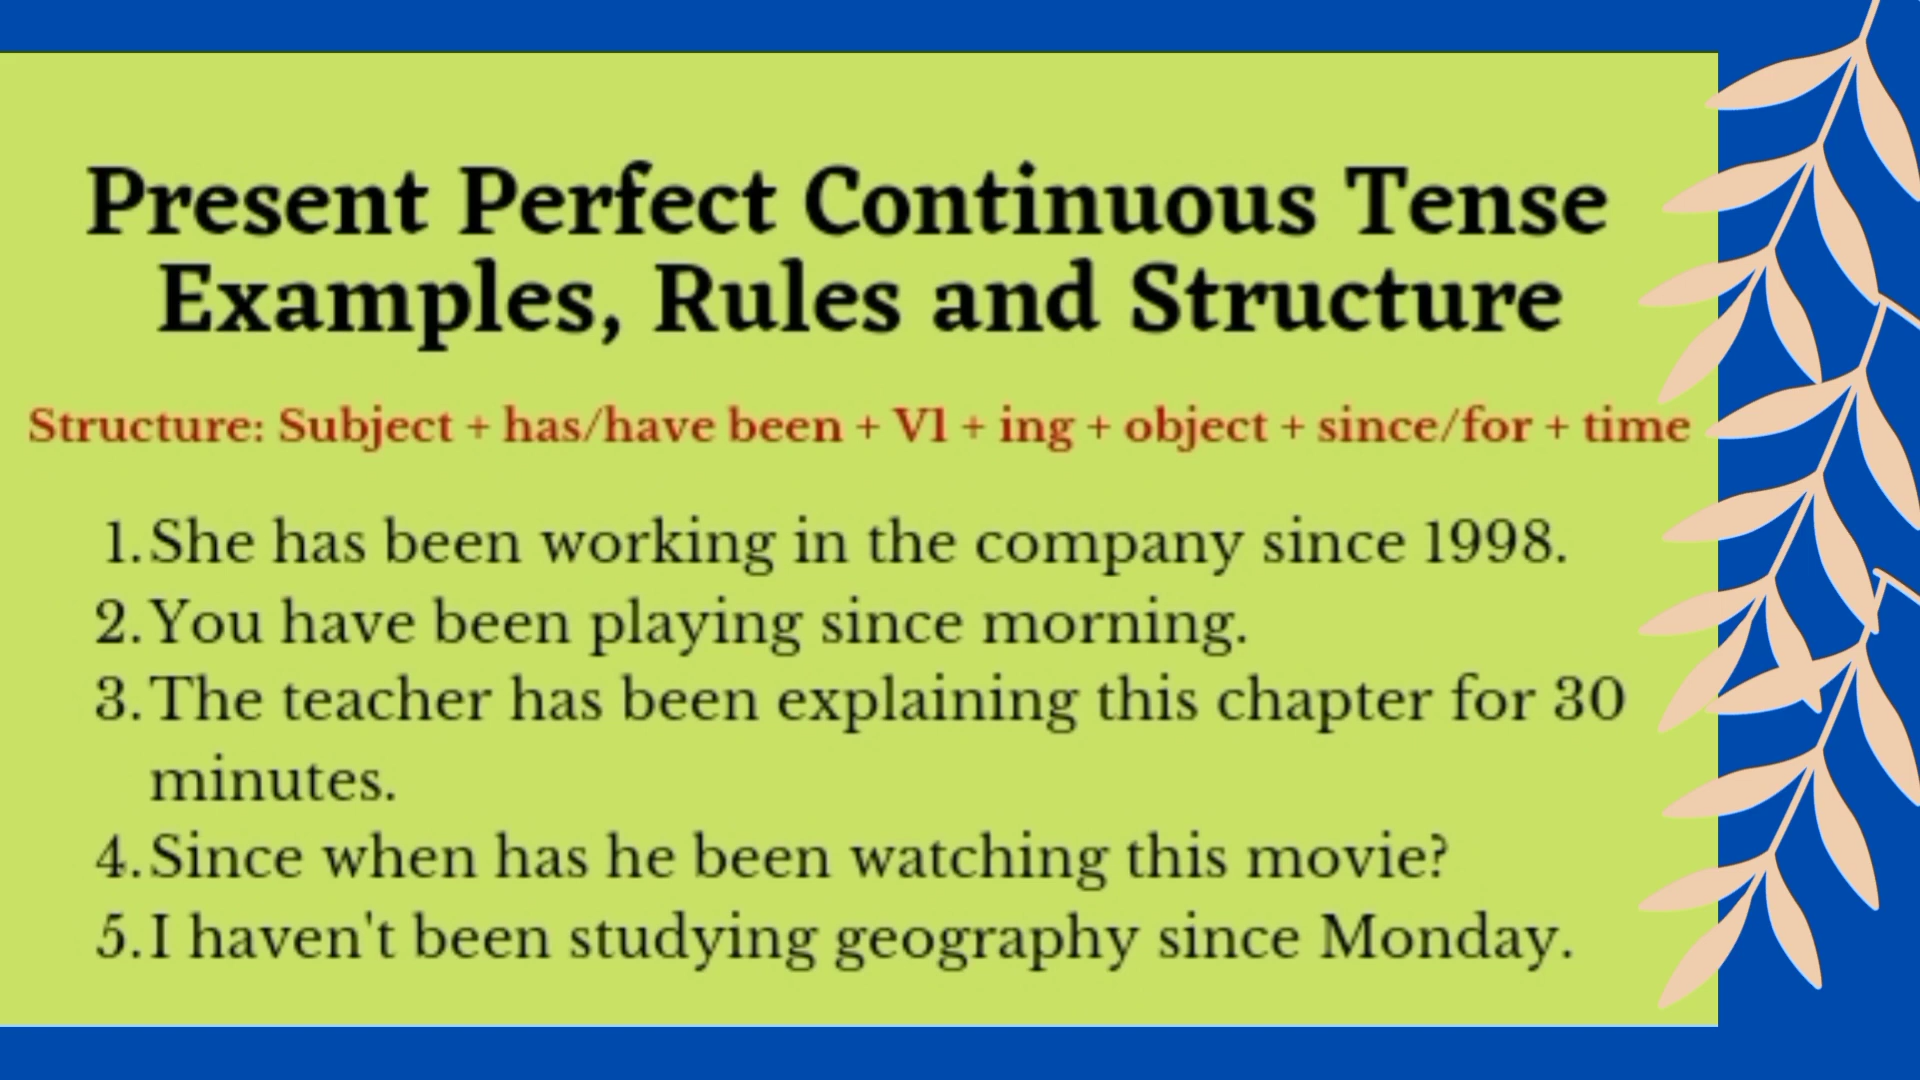 Present Perfect Continuous Tense
Examples, Rules and Structure
Structure: Subject + has/have been + V1 + ing + object + since/for + time
1. She has been working in the company since 1998.
2. You have been playing since morning.
3. The teacher has been explaining this chapter for 30
minutes.
4. Since when has he been watching this movie?
5. I haven't been studying geography since Monday.